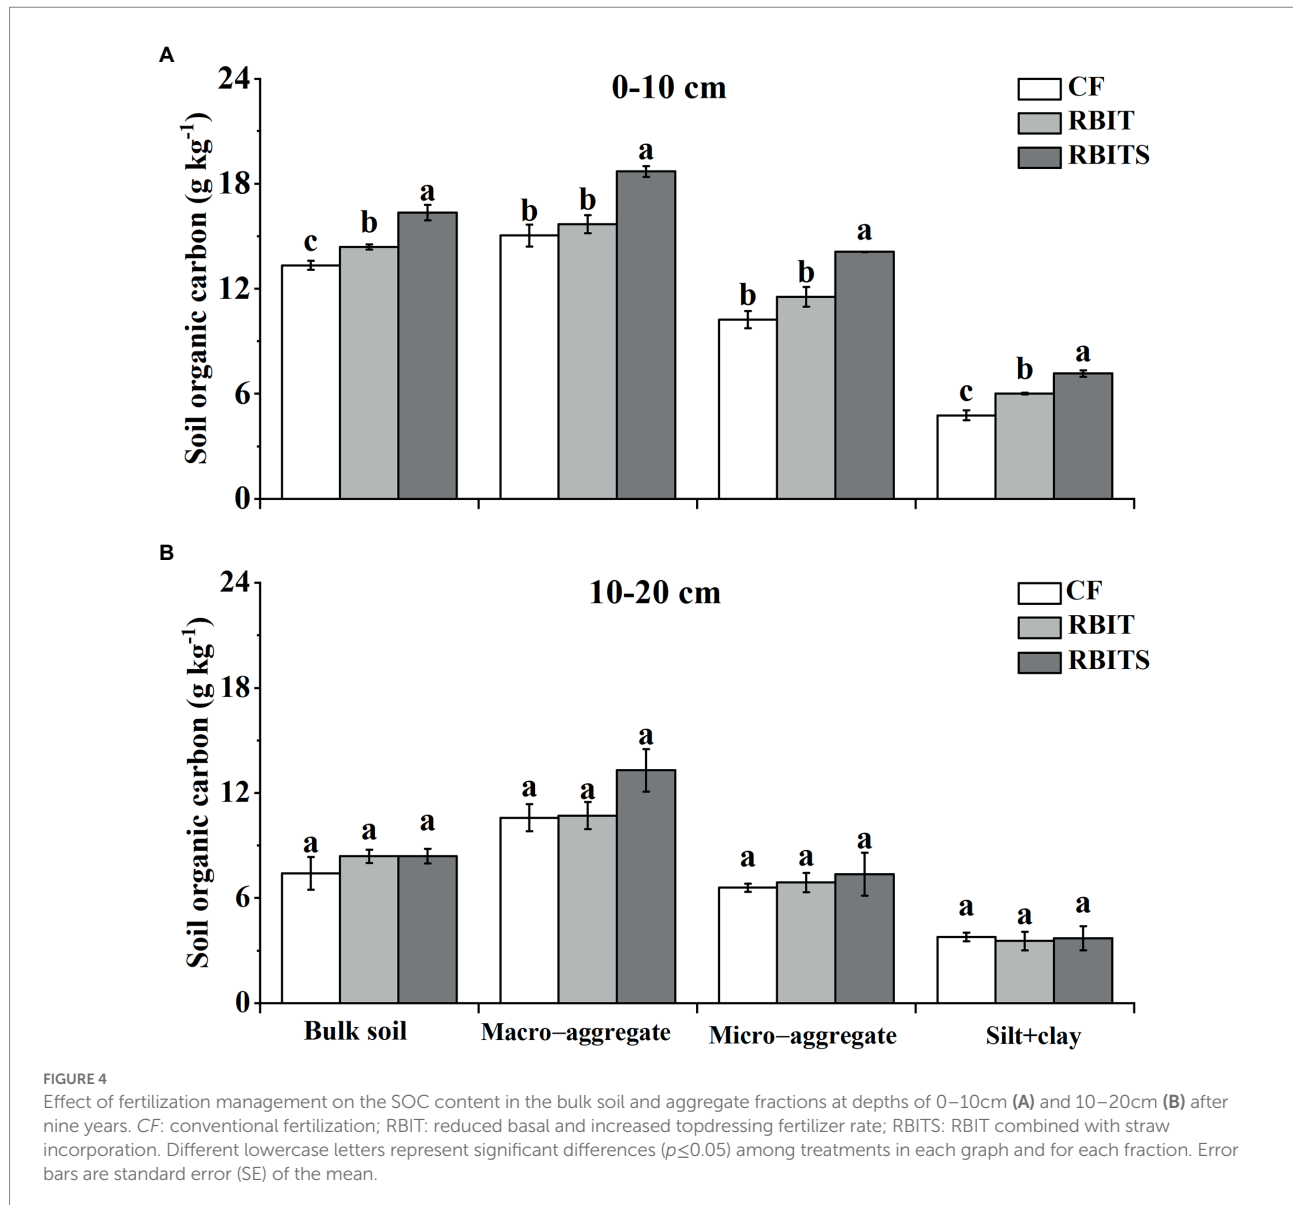 A
24
18
12
6
0
Soil organic carbon (g kg⁻¹)
0-10 cm
CF
RBIT
RBITS
c b a
b b a
b b a
c b a
B
24
18
12
6
0
Soil organic carbon (g kg⁻¹)
10-20 cm
CF
RBIT
RBITS
a a a
a a a
a a a
a a a
Bulk soil
Macro−aggregate
Micro−aggregate
Silt+clay
FIGURE 4
Effect of fertilization management on the SOC content in the bulk soil and aggregate fractions at depths of 0–10cm (A) and 10–20cm (B) after
nine years. CF: conventional fertilization; RBIT: reduced basal and increased topdressing fertilizer rate; RBITS: RBIT combined with straw
incorporation. Different lowercase letters represent significant differences (p≤0.05) among treatments in each graph and for each fraction. Error
bars are standard error (SE) of the mean.